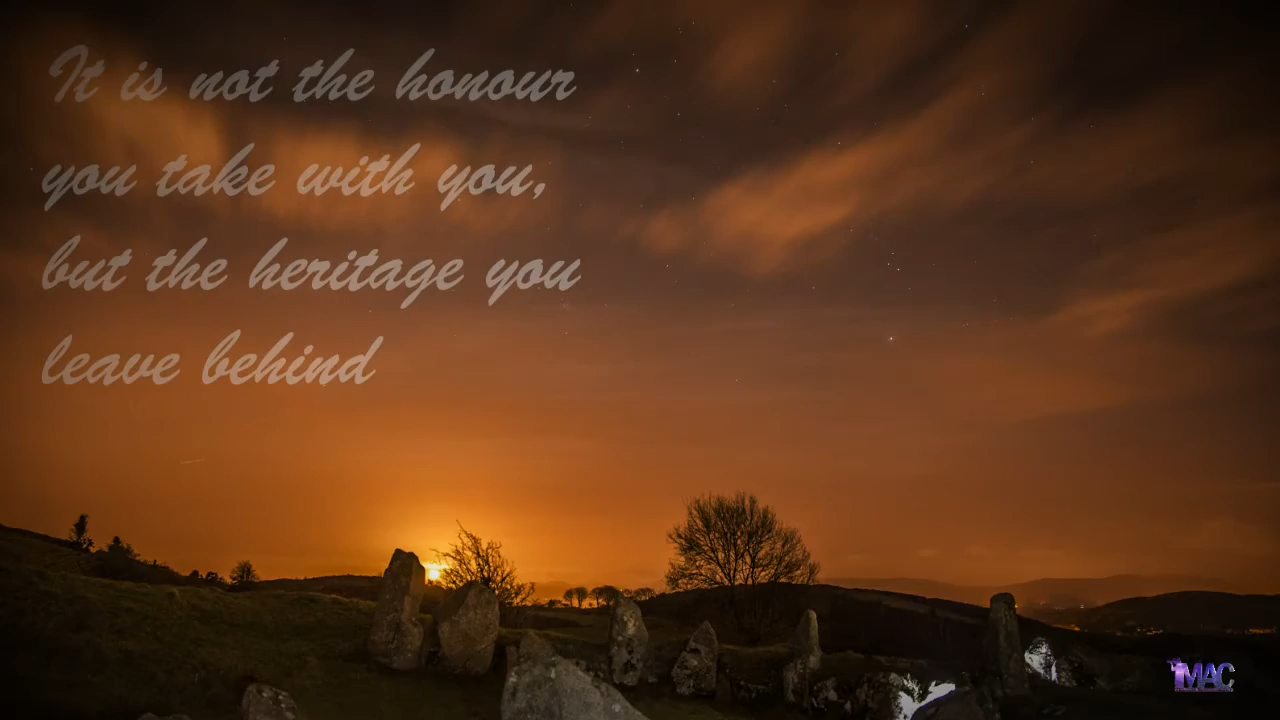 It is not the honour
you take with you,
but the heritage you
leave behind
MAC